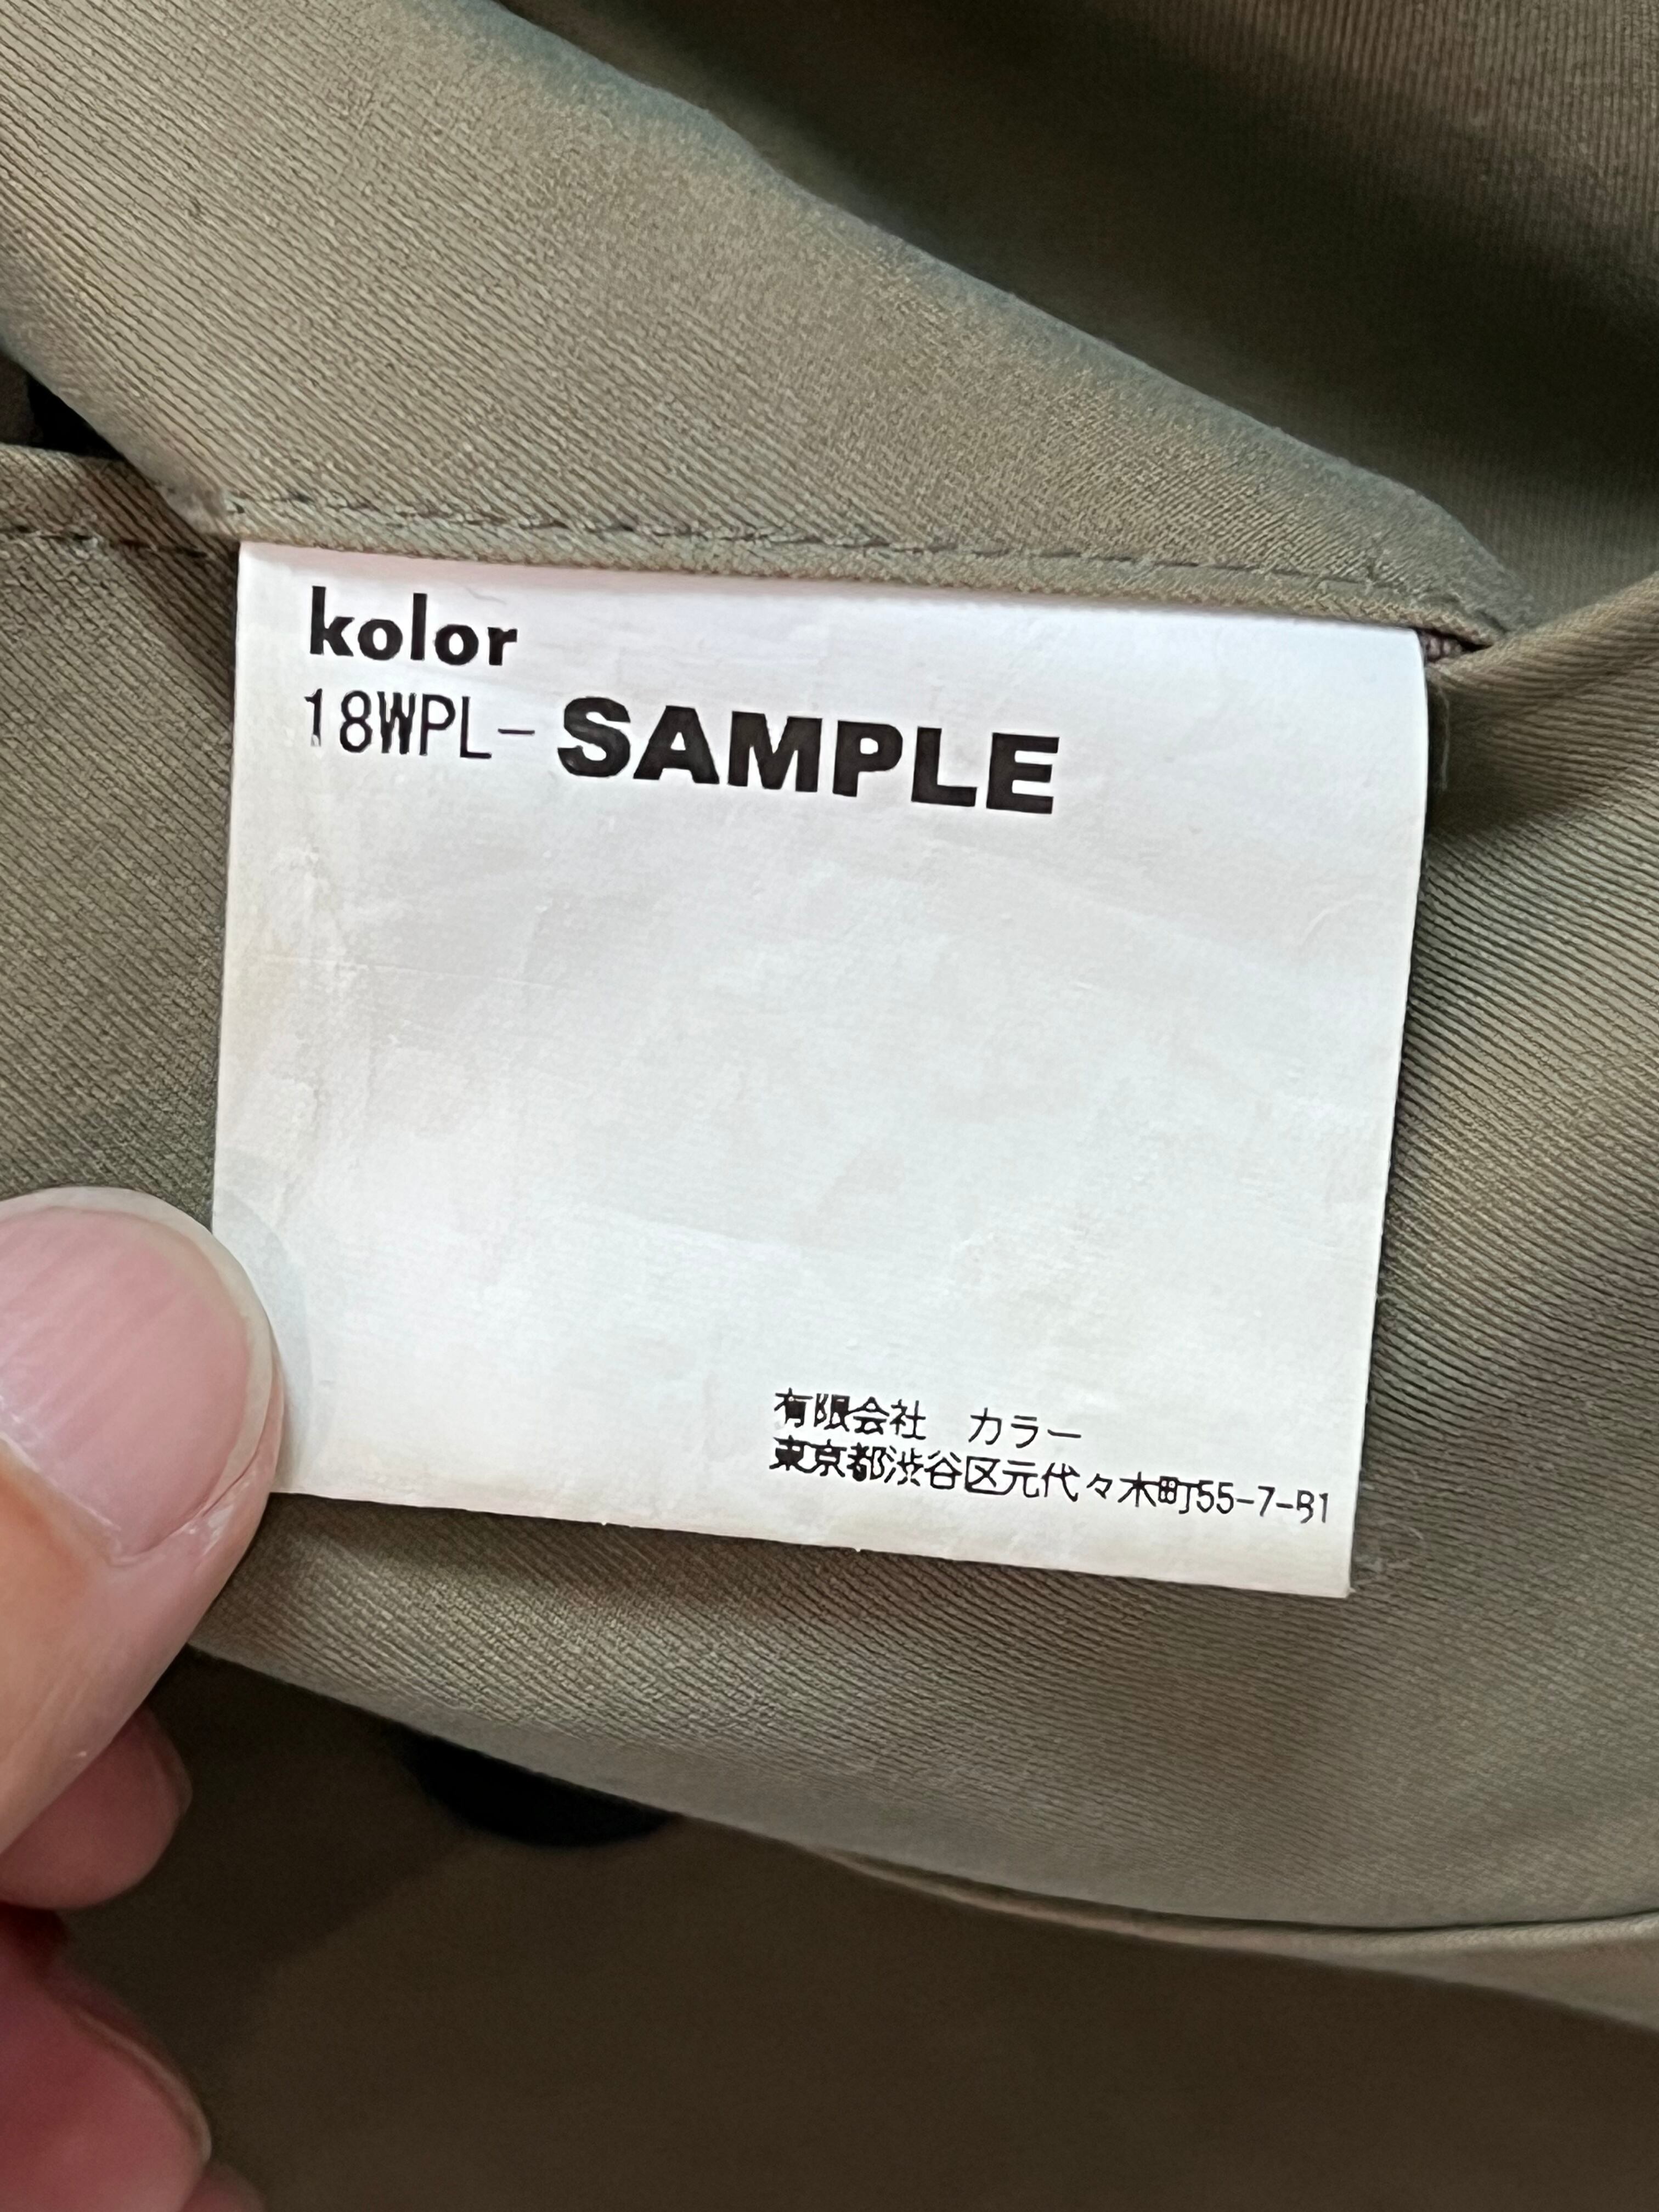 kolor
18WPL-SAMPLE
有限会社　カラー
東京都渋谷区元代々木町55-7-B1